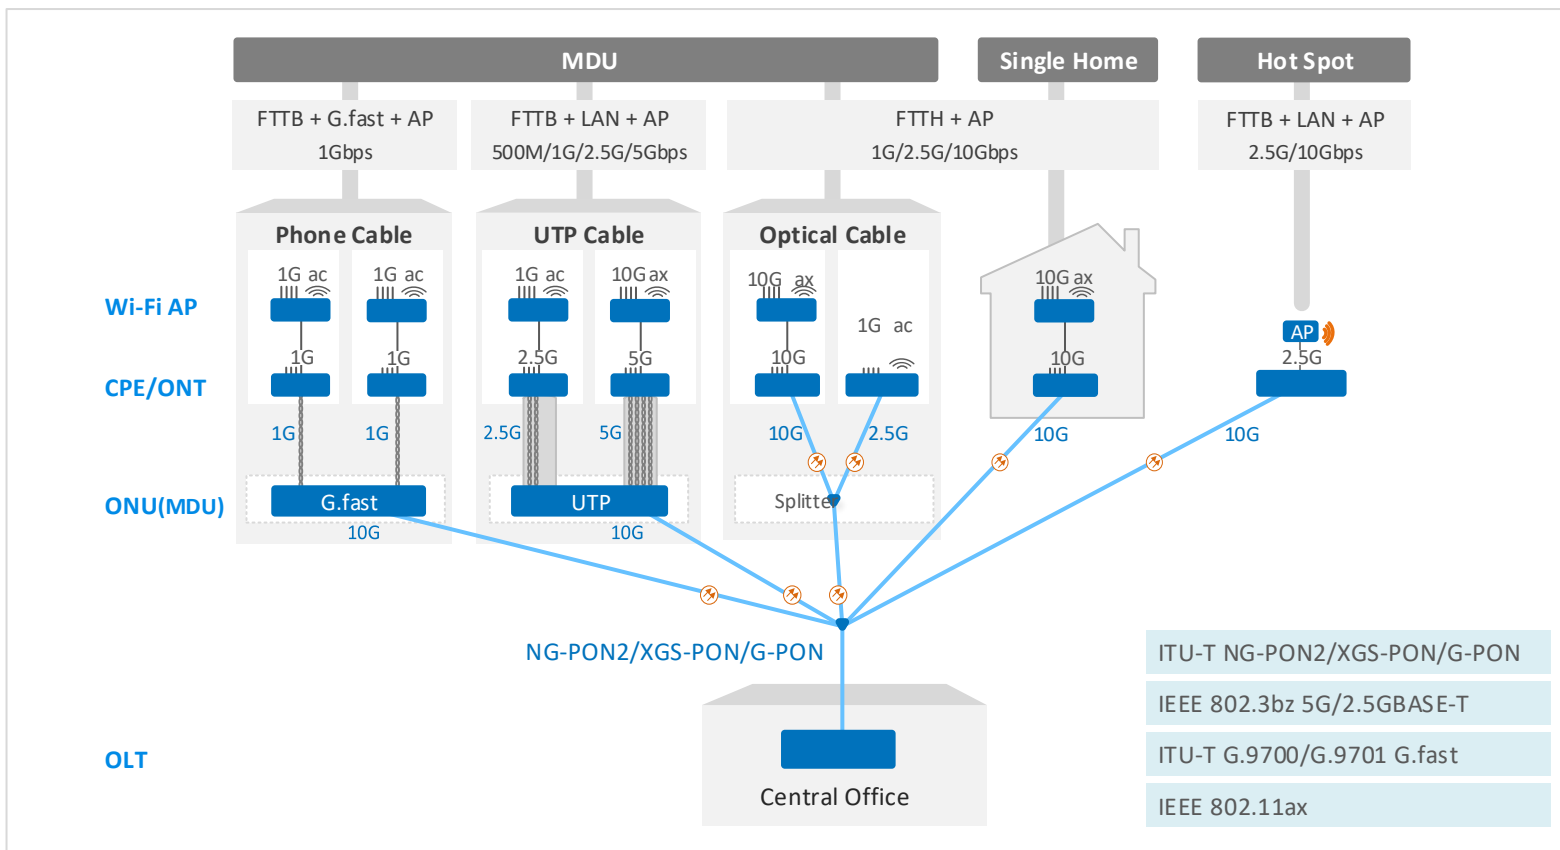 MDU
Single Home
Hot Spot
FTTB + G.fast + AP
1Gbps
FTTB + LAN + AP
500M/1G/2.5G/5Gbps
FTTH + AP
1G/2.5G/10Gbps
FTTB + LAN + AP
2.5G/10Gbps
Phone Cable
UTP Cable
Optical Cable
Wi-Fi AP
1G ac
1G ac
1G ac
10G ax
10G ax
1G ac
10G ax
AP
1G
1G
2.5G
5G
10G
10G
2.5G
CPE/ONT
1G
1G
2.5G
5G
10G
2.5G
10G
10G
ONU(MDU)
G.fast
UTP
Splitte
10G
10G
NG-PON2/XGS-PON/G-PON
OLT
Central Office
ITU-T NG-PON2/XGS-PON/G-PON
IEEE 802.3bz 5G/2.5GBASE-T
ITU-T G.9700/G.9701 G.fast
IEEE 802.11ax